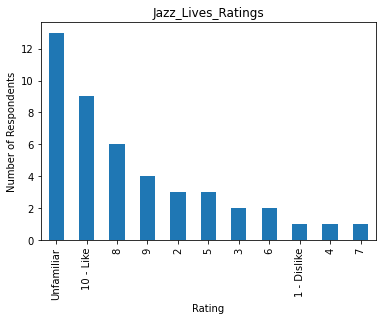 Jazz_Lives_Ratings
Number of Respondents
12
10
8
6
4
2
0
Unfamiliar
10 - Like
8
9
2
5
3
6
1 - Dislike
4
7
Rating